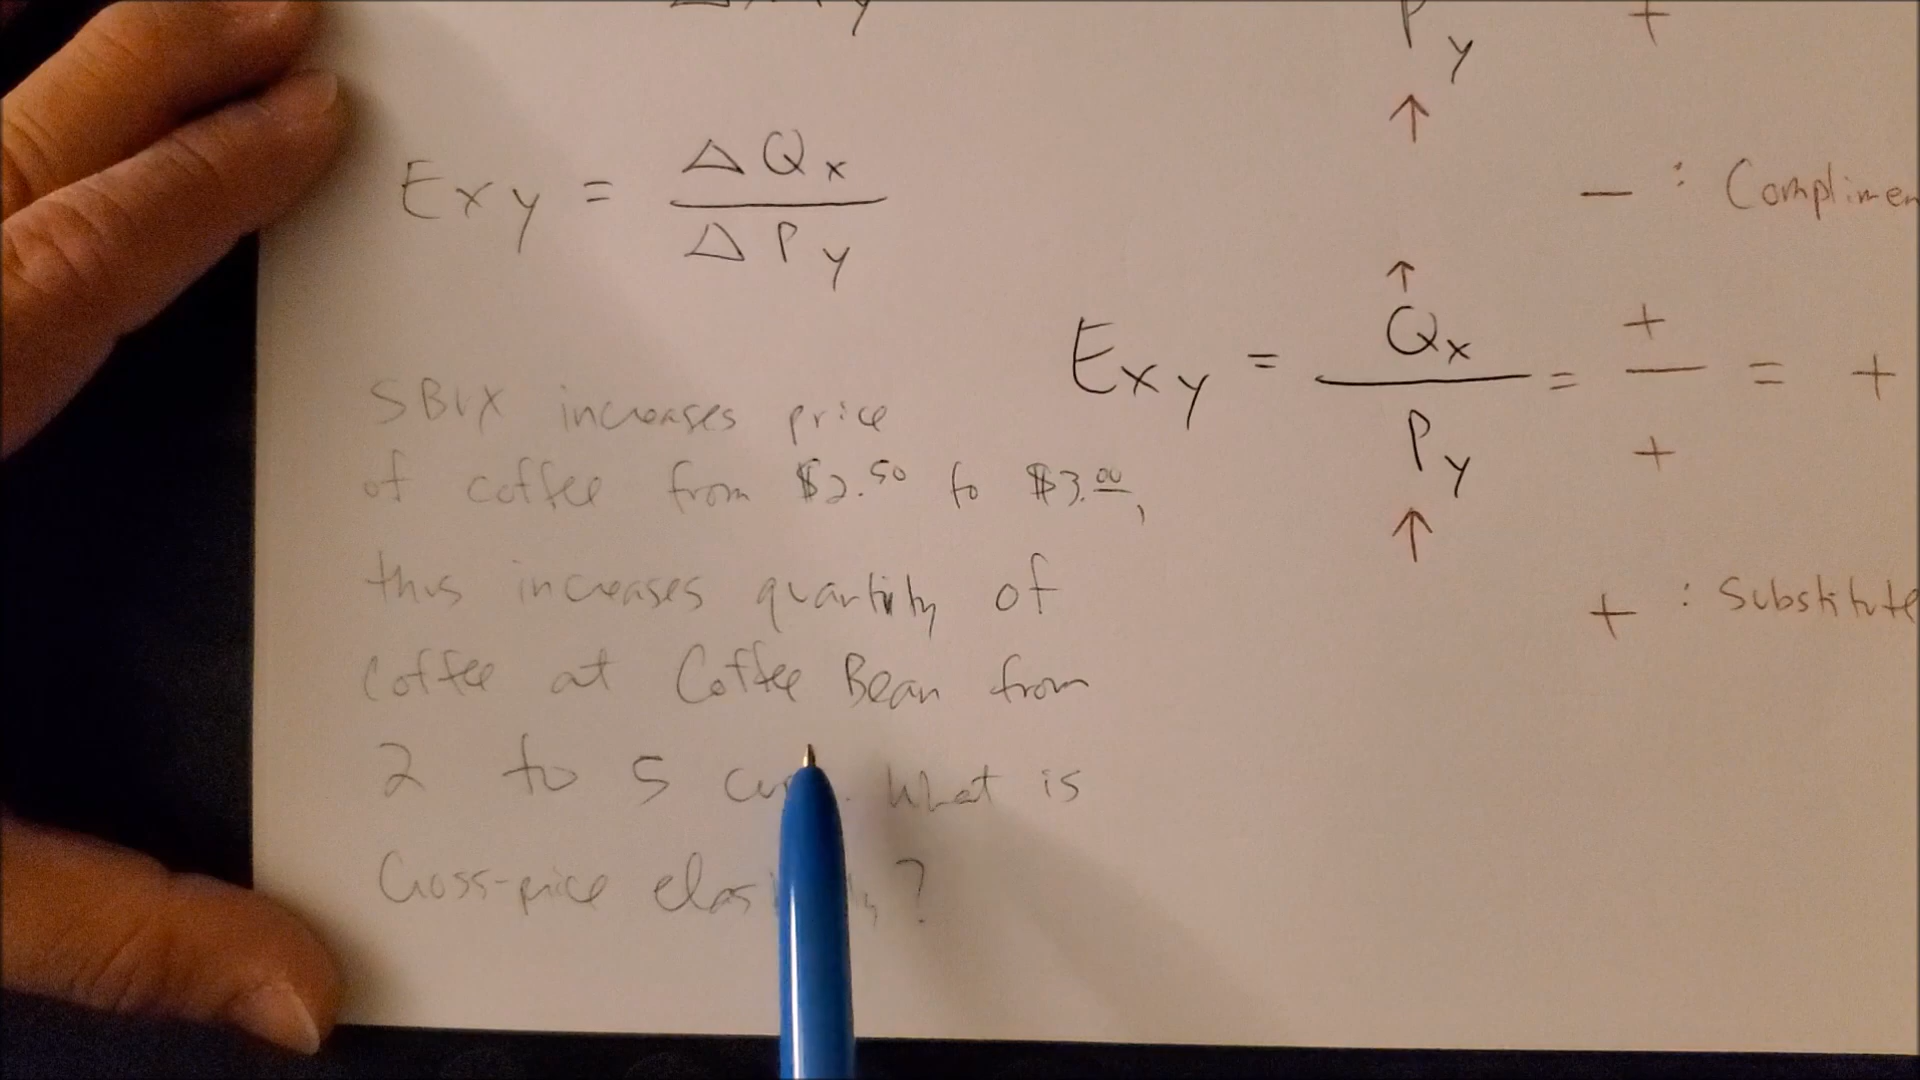 Py +
Exy = ΔQx / ΔPy
- : Complimen
Exy = Qx / Py = + / + = +
SBUX increases price
of coffee from $2.50 to $3.00,
thus increases quantity of
coffee at Coffee Bean from
2 to 5 What is
Cross-price ?
+ : Substitute